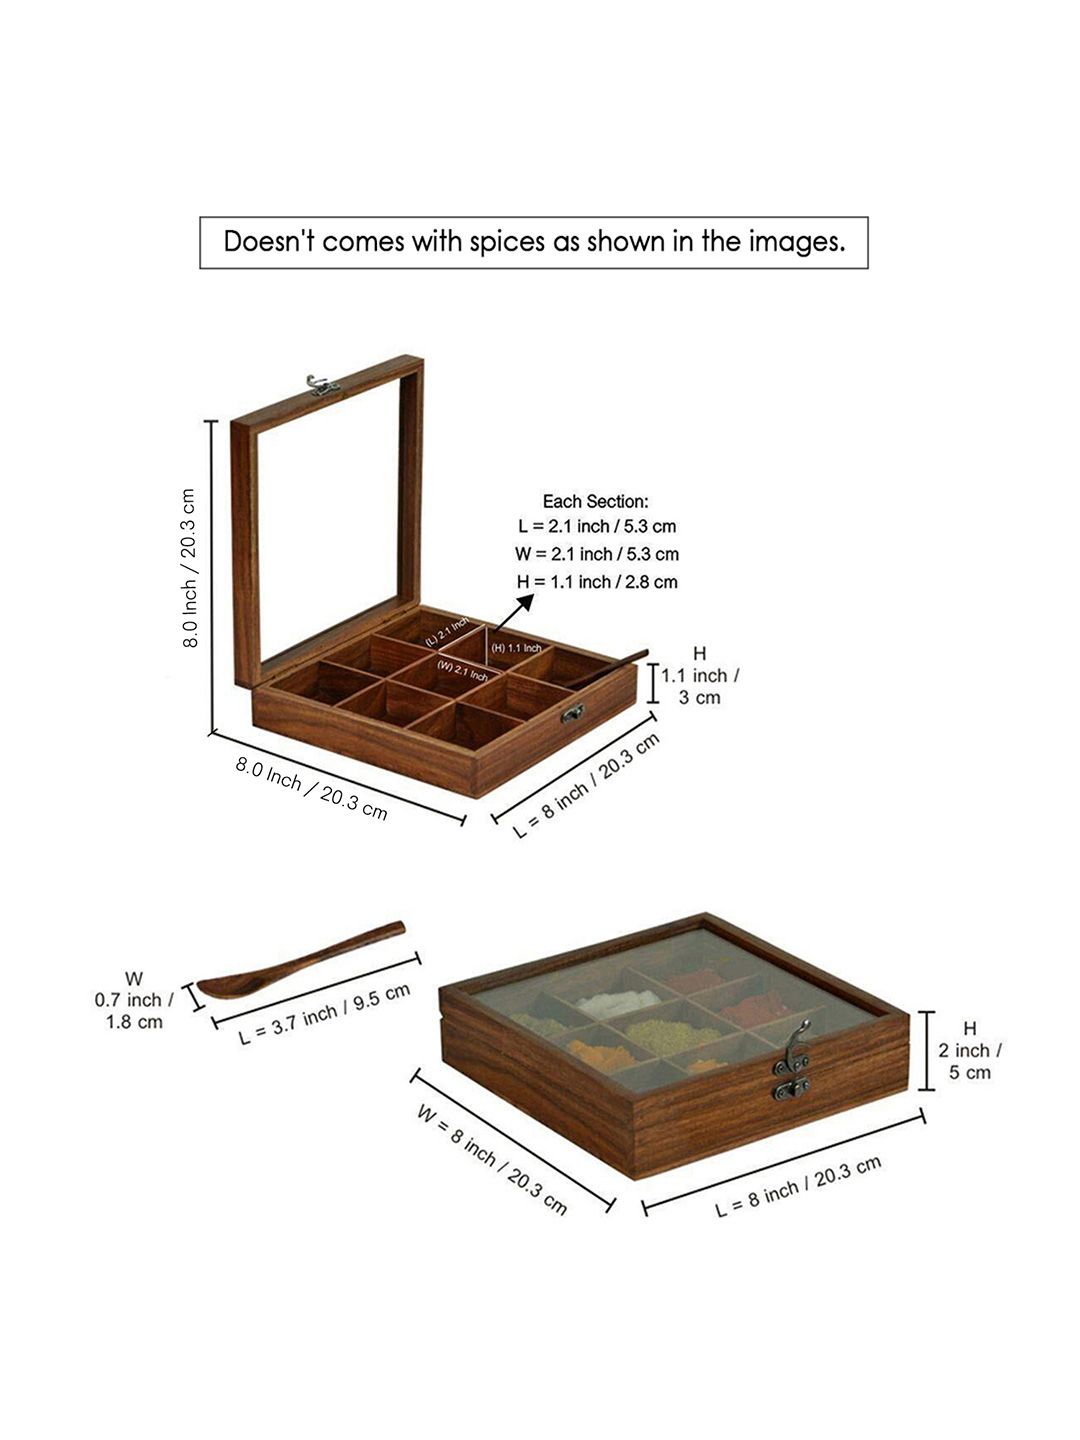 Doesn't comes with spices as shown in the images.
8.0 Inch / 20.3 cm
Each Section:
L = 2.1 inch / 5.3 cm
W = 2.1 inch / 5.3 cm
H = 1.1 inch / 2.8 cm
(L) 2.1 Inch
(H) 1.1 Inch
(W) 2.1 Inch
H
1.1 inch /
3 cm
8.0 Inch / 20.3 cm
L = 8 inch / 20.3 cm
W
0.7 inch /
1.8 cm
L = 3.7 inch / 9.5 cm
H
2 inch /
5 cm
W = 8 inch / 20.3 cm
L = 8 inch / 20.3 cm